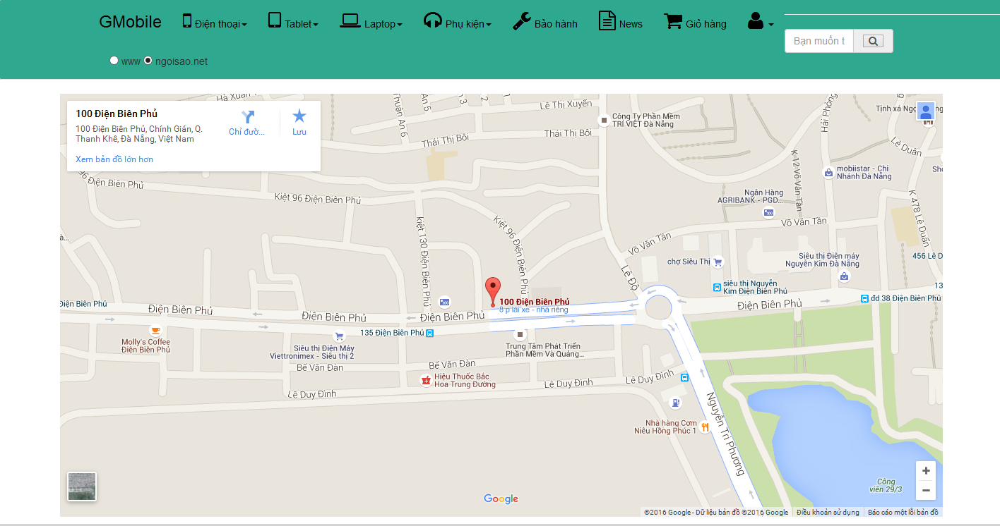 GMobile
Điện thoại
Tablet
Laptop
Phụ kiện
Bảo hành
News
Giỏ hàng
Bạn muốn t
www
ngoisao.net
100 Điện Biên Phủ
100 Điện Biên Phủ, Chính Gián, Q.
Thanh Khê, Đà Nẵng, Việt Nam
Xem bản đồ lớn hơn
Chỉ đườ...
Lưu
Hà Xuân
Thuận An 6
An 5
Lê Thị Xuyến
Thái Thị Bôi
Thái Thị Bôi
Công Ty Phần Mềm
TRÍ VIỆT Đà Nẵng
Hải Phòng
Tịnh xá Ngọc
Lê Duẩn
K 12 Võ Văn Tần
mobiistar - Chi
Nhánh Đà Nẵng
96 Điện Biên Phủ
Kiệt 96 Điện Biên Phủ
Ngân Hàng
AGRIBANK - PGD...
K 478 Lê Duẩn
kiệt 130 Điện Biên Phủ
Kiệt 96 Điện Biên Phủ
Võ Văn Tần
Võ Văn Tần
Lê Độ
chợ Siêu Thị
Siêu thị Điện máy
Nguyễn Kim Đà Nẵng
456 Lê D
siêu thị Nguyễn
Kim Điện Biên Phủ
13
đd 38 Điện Biên Phủ
100 Điện Biên Phủ
8 p lái xe - nhà riêng
Điện Biên Phủ
Điện Biên Phủ
Điện Biên Phủ
Điện Biên Phủ
Điện Biên Phủ
135 Điện Biên Phủ
Molly's Coffee
Điện Biên Phủ
Siêu thị Điện Máy
Viettronimex - Siêu thị 2
Trung Tâm Phát Triển
Phần Mềm Và Quảng...
Bế Văn Đàn
Bế Văn Đàn
Hiệu Thuốc Bắc
Hoa Trung Đường
Lê Duy Đình
Lê Duy Đình
Lê Duy Đình
Nguyễn Tri Phương
Nhà hàng Cơm
Niêu Hồng Phúc 1
Công
viên 29/3
+
−
Google
©2016 Google - Dữ liệu bản đồ ©2016 Google
Điều khoản sử dụng
Báo cáo một lỗi bản đồ